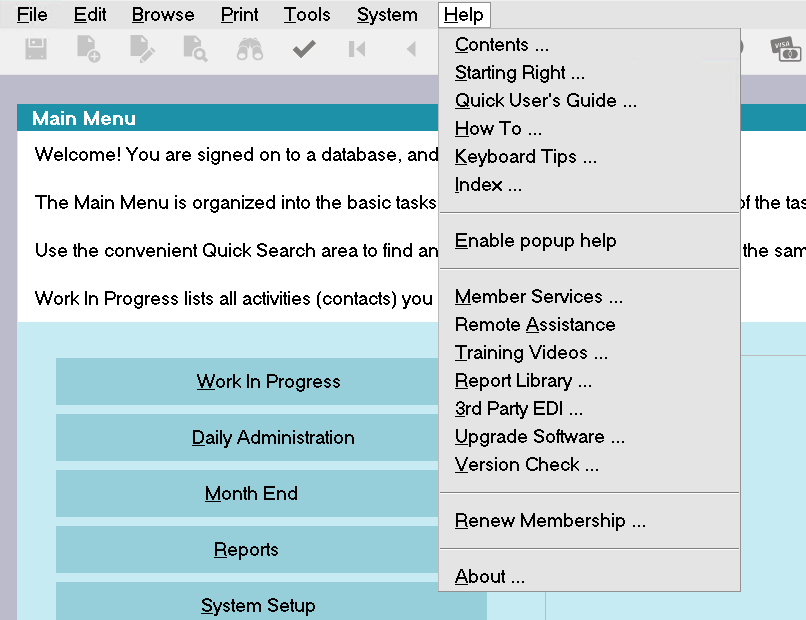 File Edit Browse Print Tools System Help
VISA
Contents ...
Starting Right ...
Quick User's Guide ...
How To ...
Keyboard Tips ...
Index ...
Enable popup help
Member Services ...
Remote Assistance
Training Videos ...
Report Library ...
3rd Party EDI ...
Upgrade Software ...
Version Check ...
Renew Membership ...
About ...
Main Menu
Welcome! You are signed on to a database, and
The Main Menu is organized into the basic tasks of the
Use the convenient Quick Search area to find the
Work In Progress lists all activities (contacts) you
Work In Progress
Daily Administration
Month End
Reports
System Setup